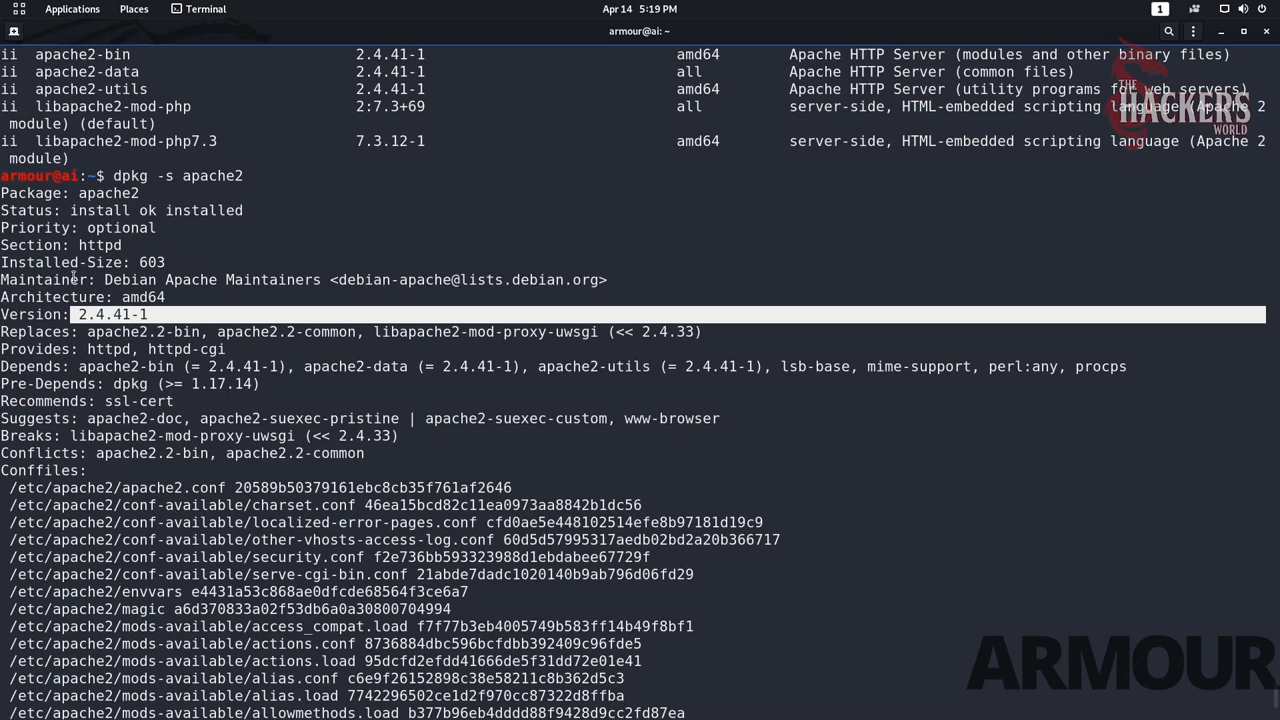 Applications Places Terminal Apr 14 5:19 PM 1
armour@ai: ~
ii apache2-bin 2.4.41-1 amd64 Apache HTTP Server (modules and other binary files)
ii apache2-data 2.4.41-1 all Apache HTTP Server (common files)
ii apache2-utils 2.4.41-1 amd64 Apache HTTP Server (utility programs for web servers)
ii libapache2-mod-php 2:7.3+69 all server-side, HTML-embedded scripting language (Apache 2
module) (default)
ii libapache2-mod-php7.3 7.3.12-1 amd64 server-side, HTML-embedded scripting language (Apache 2
module)
THE
HACKERS
WORLD
armour@ai:~$ dpkg -s apache2
Package: apache2
Status: install ok installed
Priority: optional
Section: httpd
Installed-Size: 603
Maintainer: Debian Apache Maintainers <debian-apache@lists.debian.org>
Architecture: amd64
Version: 2.4.41-1
Replaces: apache2.2-bin, apache2.2-common, libapache2-mod-proxy-uwsgi (<< 2.4.33)
Provides: httpd, httpd-cgi
Depends: apache2-bin (= 2.4.41-1), apache2-data (= 2.4.41-1), apache2-utils (= 2.4.41-1), lsb-base, mime-support, perl:any, procps
Pre-Depends: dpkg (>= 1.17.14)
Recommends: ssl-cert
Suggests: apache2-doc, apache2-suexec-pristine | apache2-suexec-custom, www-browser
Breaks: libapache2-mod-proxy-uwsgi (<< 2.4.33)
Conflicts: apache2.2-bin, apache2.2-common
Conffiles:
/etc/apache2/apache2.conf 20589b50379161ebc8cb35f761af2646
/etc/apache2/conf-available/charset.conf 46ea15bcd82c11ea0973aa8842b1dc56
/etc/apache2/conf-available/localized-error-pages.conf cfd0ae5e448102514efe8b97181d19c9
/etc/apache2/conf-available/other-vhosts-access-log.conf 60d5d57995317aedb02bd2a20b366717
/etc/apache2/conf-available/security.conf f2e736bb593323988d1ebdabee67729f
/etc/apache2/conf-available/serve-cgi-bin.conf 21abde7dadc1020140b9ab796d06fd29
/etc/apache2/envvars e4431a53c868ae0dfcde68564f3ce6a7
/etc/apache2/magic a6d370833a02f53db6a0a30800704994
/etc/apache2/mods-available/access_compat.load f7f77b3eb4005749b583ff14b49f8bf1
/etc/apache2/mods-available/actions.conf 8736884dbc596bcfdbb392409c96fde5
/etc/apache2/mods-available/actions.load 95dcfd2efdd41666de5f31dd72e01e41
/etc/apache2/mods-available/alias.conf c6e9f26152353e58251ec3fd02d5c3
/etc/apache2/mods-available/alias.load 7742296502ce1d2f970cc87322d8ffba
/etc/apache2/mods-available/allowmethods.load b377b96eb4dddd88f9428d9cc2fd87ea
ARMOUR